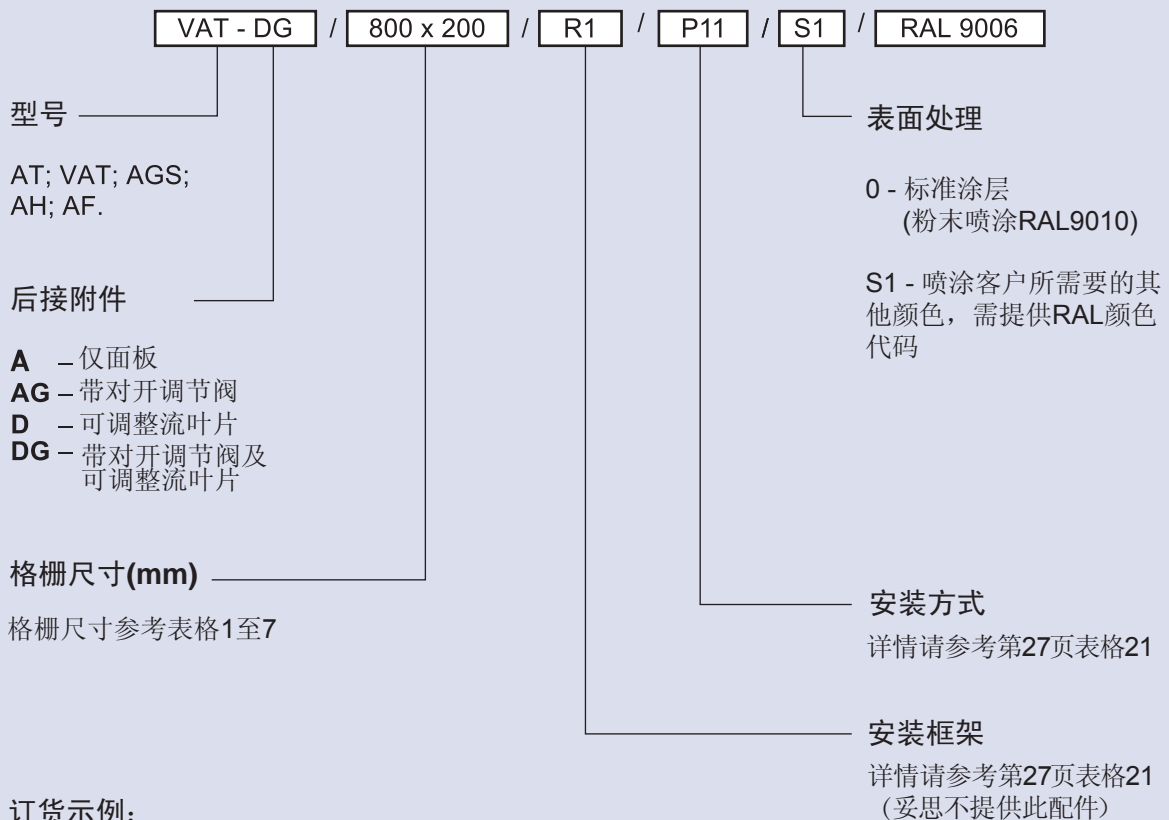 VAT - DG / 800 x 200 / R1 / P11 / S1 / RAL 9006
型号
AT; VAT; AGS;
AH; AF.
后接附件
A – 仅面板
AG – 带对开调节阀
D – 可调整流叶片
DG – 带对开调节阀及
可调整流叶片
格栅尺寸(mm)
格栅尺寸参考表格1至7
表面处理
0 - 标准涂层
(粉末喷涂RAL9010)
S1 - 喷涂客户所需要的其
他颜色，需提供RAL颜色
代码
安装方式
详情请参考第27页表格21
安装框架
详情请参考第27页表格21
（妥思不提供此配件）
订货示例：